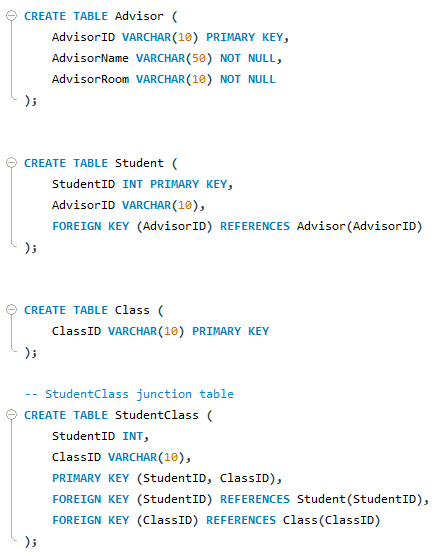 CREATE TABLE Advisor (
AdvisorID VARCHAR(10) PRIMARY KEY,
AdvisorName VARCHAR(50) NOT NULL,
AdvisorRoom VARCHAR(10) NOT NULL
);
CREATE TABLE Student (
StudentID INT PRIMARY KEY,
AdvisorID VARCHAR(10),
FOREIGN KEY (AdvisorID) REFERENCES Advisor(AdvisorID)
);
CREATE TABLE Class (
ClassID VARCHAR(10) PRIMARY KEY
);
-- StudentClass junction table
CREATE TABLE StudentClass (
StudentID INT,
ClassID VARCHAR(10),
PRIMARY KEY (StudentID, ClassID),
FOREIGN KEY (StudentID) REFERENCES Student(StudentID),
FOREIGN KEY (ClassID) REFERENCES Class(ClassID)
);